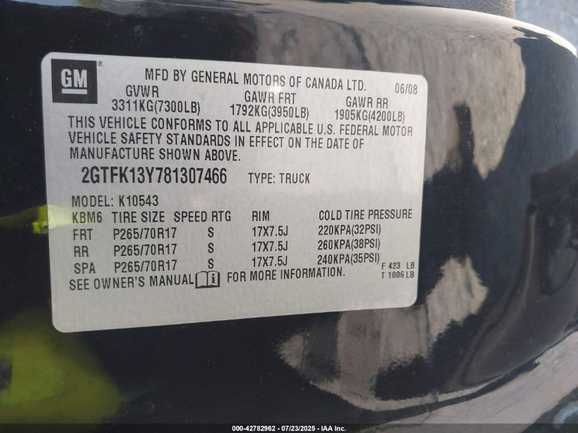 GM
MFD BY GENERAL MOTORS OF CANADA LTD. 06/08
GVWR GAWR FRT GAWR RR
3311KG(7300LB) 1792KG(3950LB) 1905KG(4200LB)
THIS VEHICLE CONFORMS TO ALL APPLICABLE U.S. FEDERAL MOTOR
VEHICLE SAFETY STANDARDS IN EFFECT ON THE DATE OF
MANUFACTURE SHOWN ABOVE.
2GTFK13Y781307466 TYPE: TRUCK
MODEL: K10543
KBM6 TIRE SIZE SPEED RTG RIM COLD TIRE PRESSURE
FRT P265/70R17 S 17X7.5J 220KPA(32PSI)
RR P265/70R17 S 17X7.5J 260KPA(38PSI)
SPA P265/70R17 S 17X7.5J 240KPA(35PSI)
SEE OWNER'S MANUAL F 423 LB
T 1006 LB
000-42782962 | 07/23/2025 | IAA Inc.